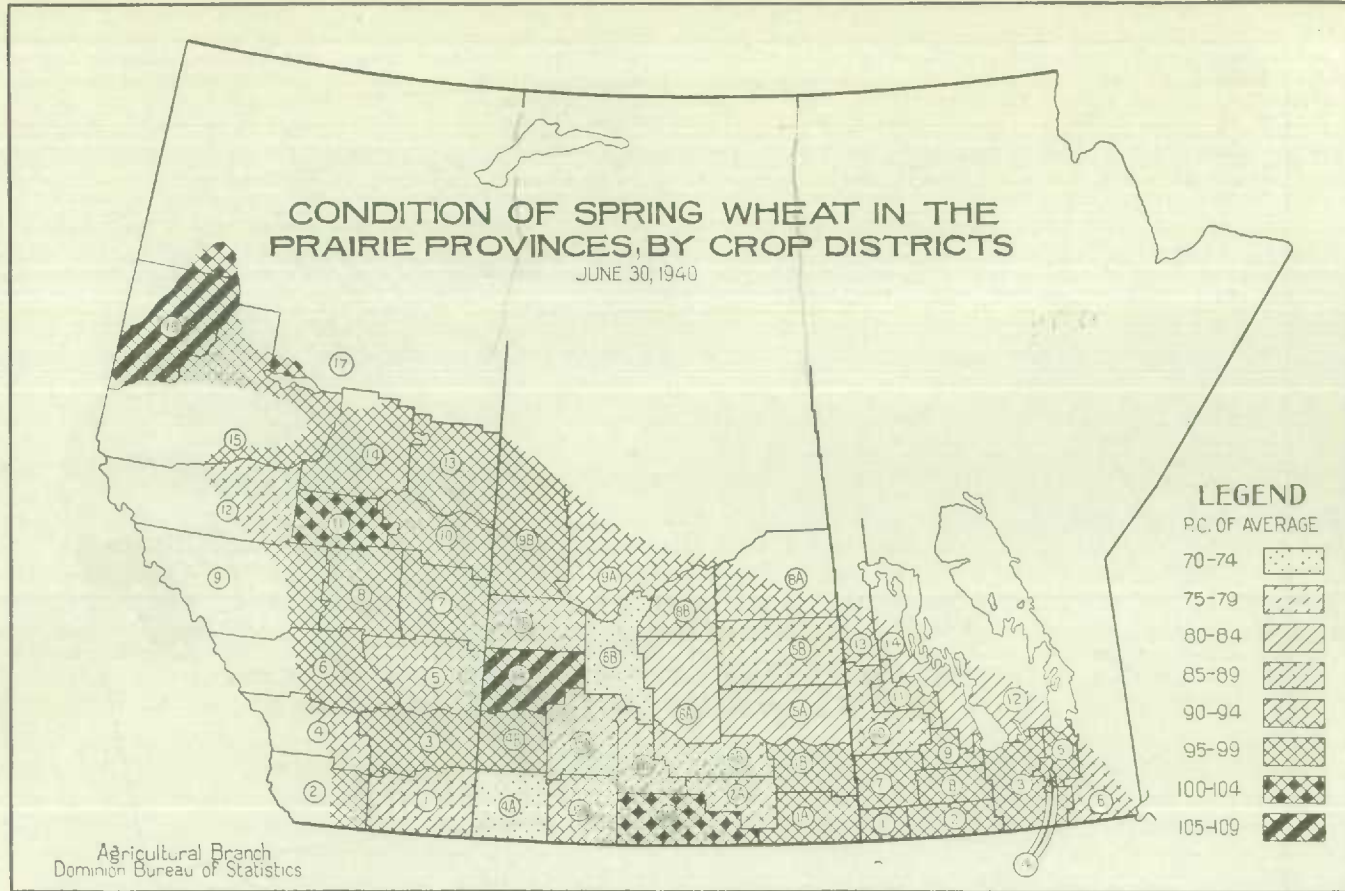 CONDITION OF SPRING WHEAT IN THE
PRAIRIE PROVINCES, BY CROP DISTRICTS
JUNE 30, 1940
17
15
14
13
12
11
10
9B
9
9A
8A
8
7
8B
6B
5B
13
14
6
5
11
12
6A
5A
4
3
4B
9
5
1B
7
8
3
2
1
4A
1A
1
2
6
4
LEGEND
P.C. OF AVERAGE
70-74
75-79
80-84
85-89
90-94
95-99
100-104
105-109
Agricultural Branch
Dominion Bureau of Statistics